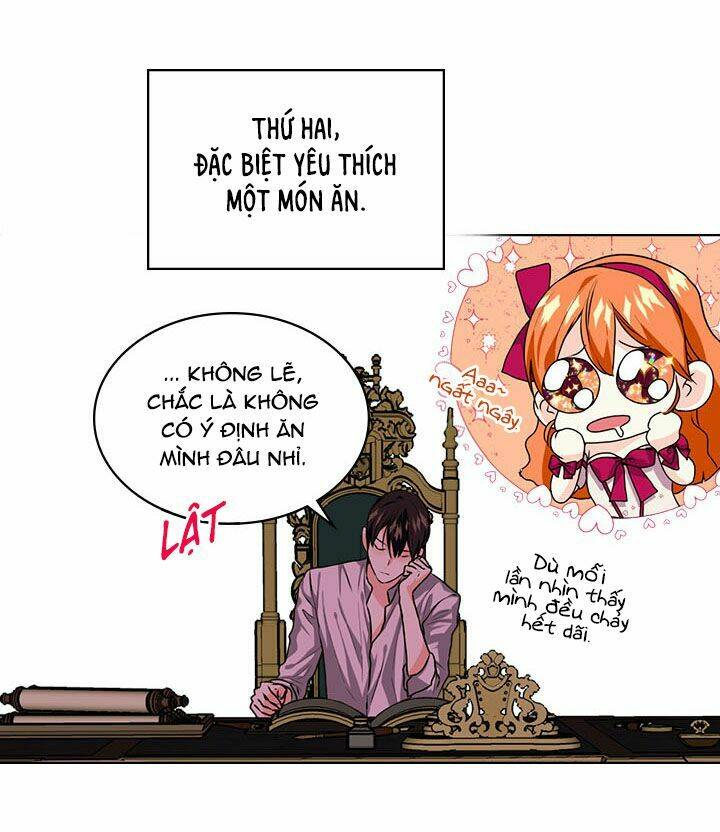 THỨ HAI,
ĐẶC BIỆT YÊU THÍCH
MỘT MÓN ĂN.
... KHÔNG LẼ,
CHẮC LÀ KHÔNG
CÓ Ý ĐỊNH ĂN
MÌNH ĐÂU NHỈ.
Aaa~
ngất ngây.
LẬT
Dù mỗi
lần nhìn thấy
mình đều chảy
hết dãi.